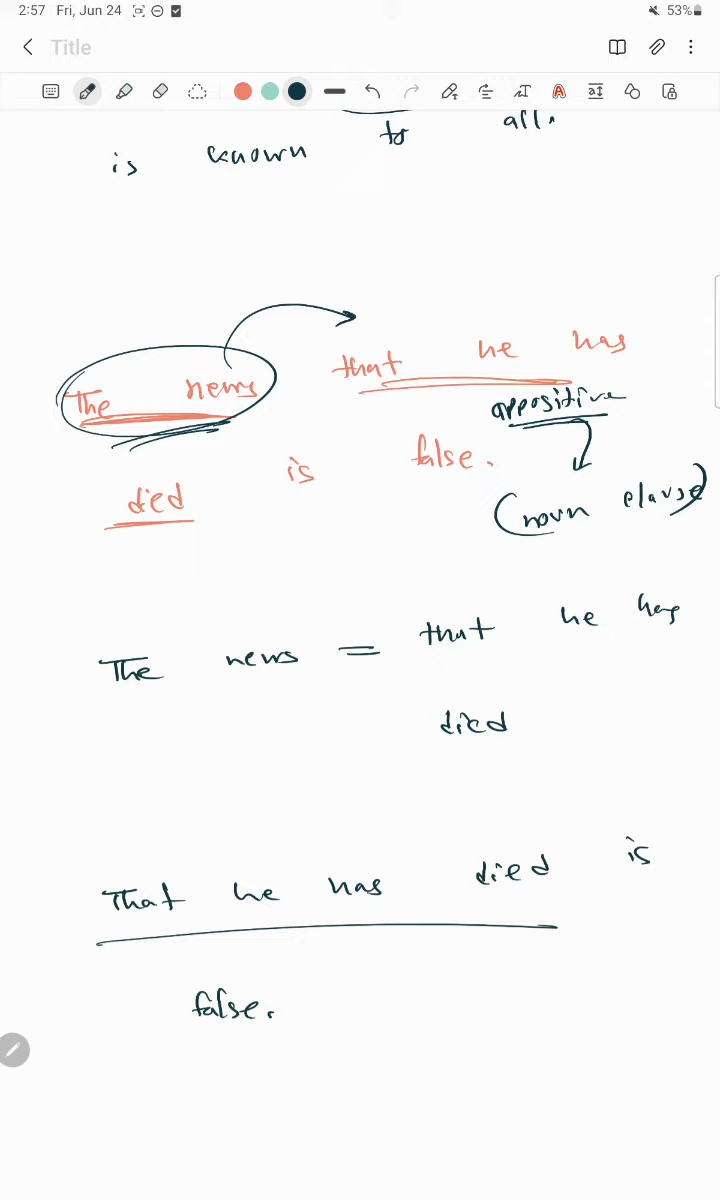 2:57 Fri, Jun 24
53%
Title
is known to all.
The news that he has
appositive
died is false.
(noun clause)
The news = that he has
died
That he has died is
false.